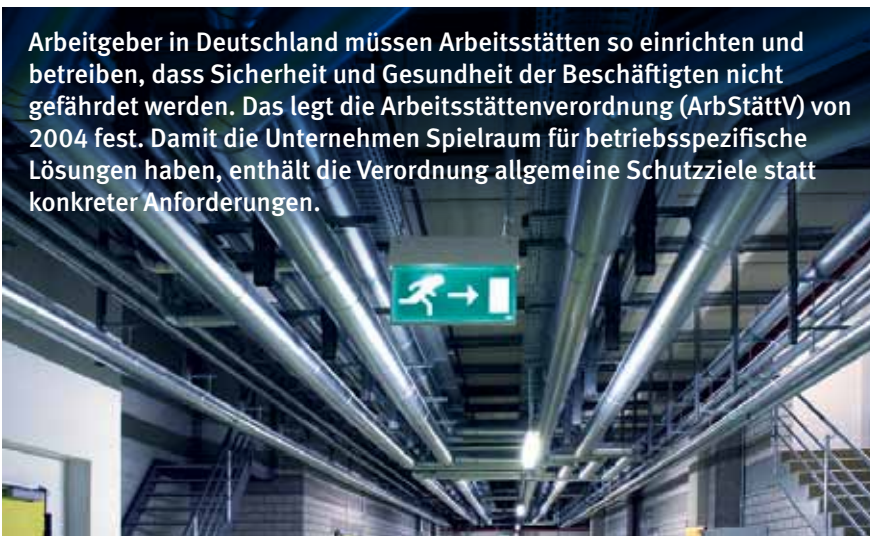 Arbeitgeber in Deutschland müssen Arbeitsstätten so einrichten und
betreiben, dass Sicherheit und Gesundheit der Beschäftigten nicht
gefährdet werden. Das legt die Arbeitsstättenverordnung (ArbStättV) von
2004 fest. Damit die Unternehmen Spielraum für betriebsspezifische
Lösungen haben, enthält die Verordnung allgemeine Schutzziele statt
konkreter Anforderungen.